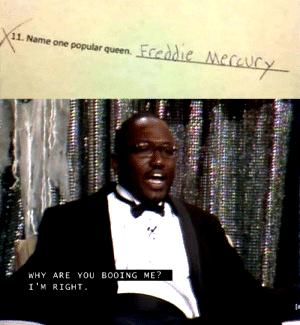 11. Name one popular queen. Freddie Mercury
WHY ARE YOU BOOING ME?
I'M RIGHT.